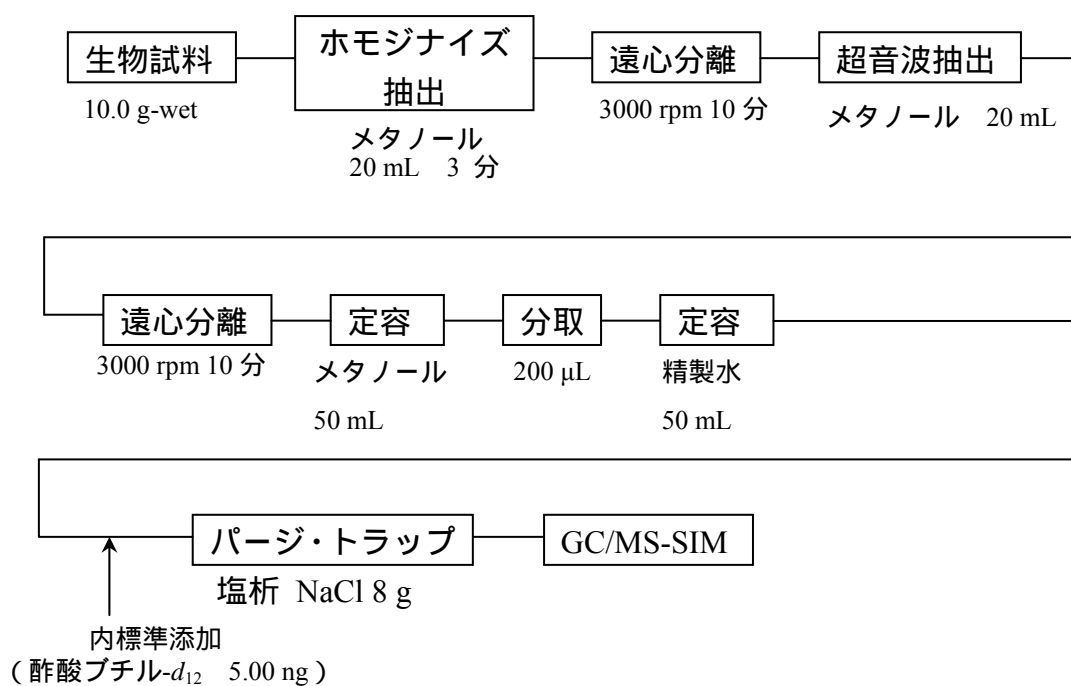 生物試料
10.0 g-wet
ホモジナイズ
抽出
メタノール
20 mL 3 分
遠心分離
3000 rpm 10 分
超音波抽出
メタノール 20 mL
遠心分離
3000 rpm 10 分
定容
メタノール
50 mL
分取
200 μL
定容
精製水
50 mL
パージ・トラップ
塩析 NaCl 8 g
GC/MS-SIM
内標準添加
（酢酸ブチル-d12 5.00 ng）